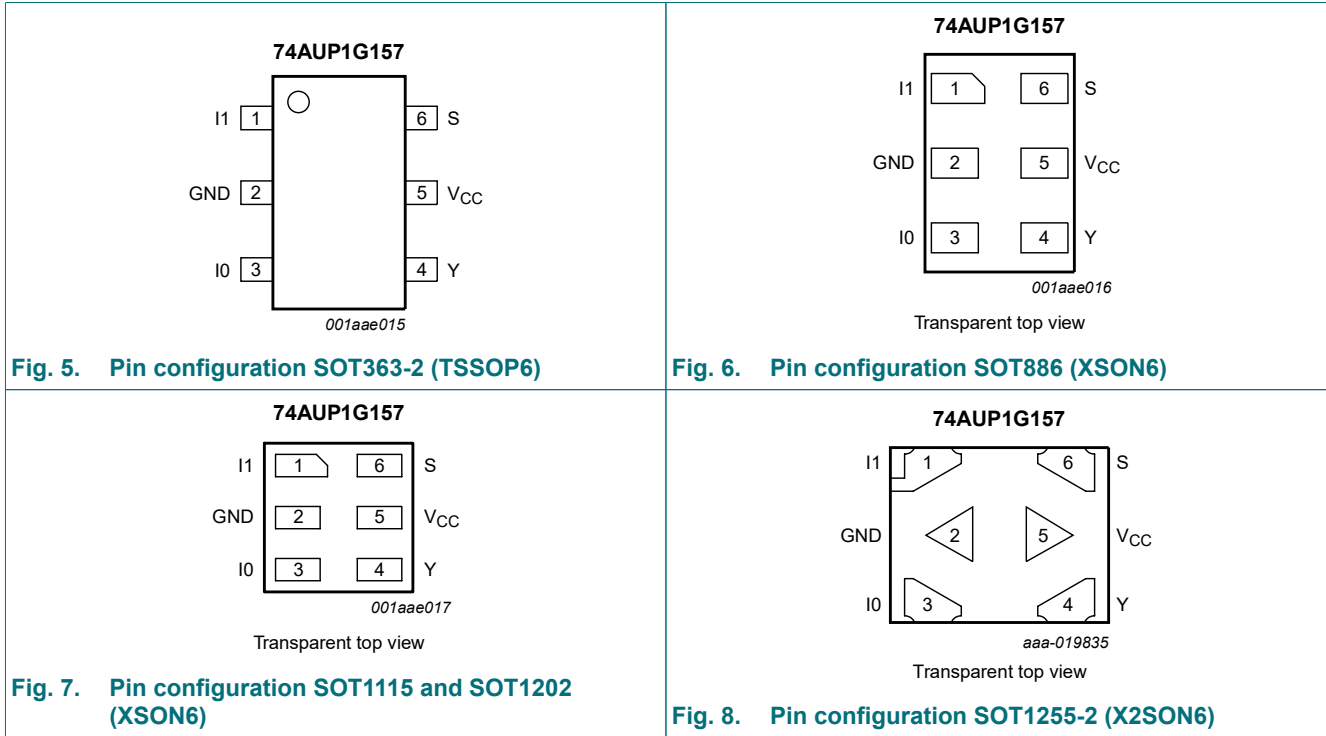 74AUP1G157
I1 1 6 S
GND 2 5 VCC
I0 3 4 Y
001aae015
Fig. 5. Pin configuration SOT363-2 (TSSOP6)
74AUP1G157
I1 1 6 S
GND 2 5 VCC
I0 3 4 Y
001aae016
Transparent top view
Fig. 6. Pin configuration SOT886 (XSON6)
74AUP1G157
I1 1 6 S
GND 2 5 VCC
I0 3 4 Y
001aae017
Transparent top view
Fig. 7. Pin configuration SOT1115 and SOT1202
(XSON6)
74AUP1G157
I1 1 6 S
GND 2 5 VCC
I0 3 4 Y
aaa-019835
Transparent top view
Fig. 8. Pin configuration SOT1255-2 (X2SON6)